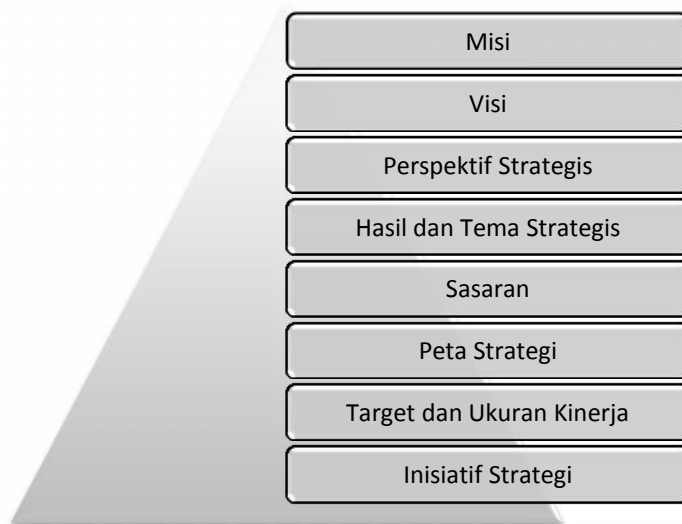 Misi
Visi
Perspektif Strategis
Hasil dan Tema Strategis
Sasaran
Peta Strategi
Target dan Ukuran Kinerja
Inisiatif Strategi